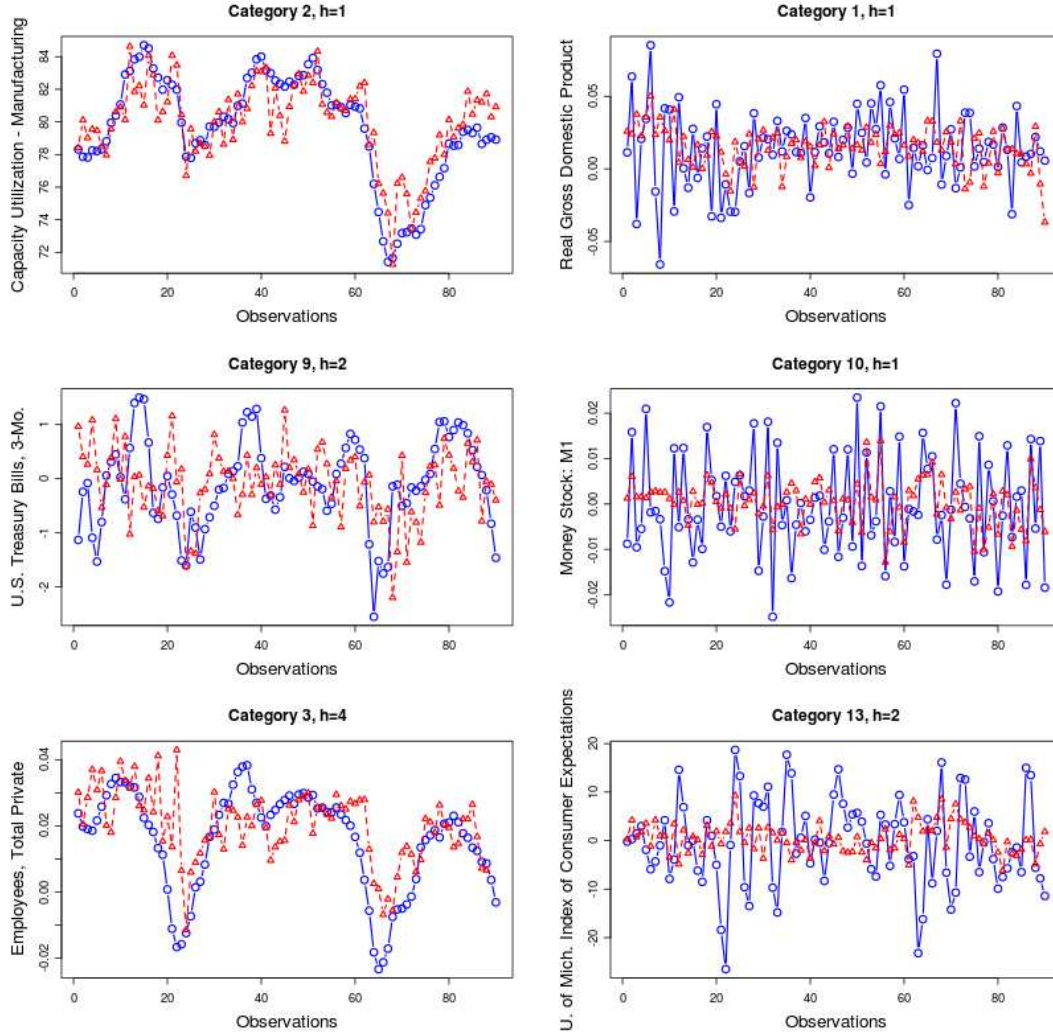 Category 2, h=1
Capacity Utilization - Manufacturing
84
82
80
78
76
74
72
0 20 40 60 80
Observations
Category 1, h=1
Real Gross Domestic Product
0.05
0.00
-0.05
0 20 40 60 80
Observations
Category 9, h=2
U.S. Treasury Bills, 3-Mo.
1
0
-1
-2
0 20 40 60 80
Observations
Category 10, h=1
Money Stock: M1
0.02
0.01
0.00
-0.01
-0.02
0 20 40 60 80
Observations
Category 3, h=4
Employees, Total Private
0.04
0.02
0.00
-0.02
0 20 40 60 80
Observations
Category 13, h=2
U. of Mich. Index of Consumer Expectations
20
10
0
-10
-20
0 20 40 60 80
Observations